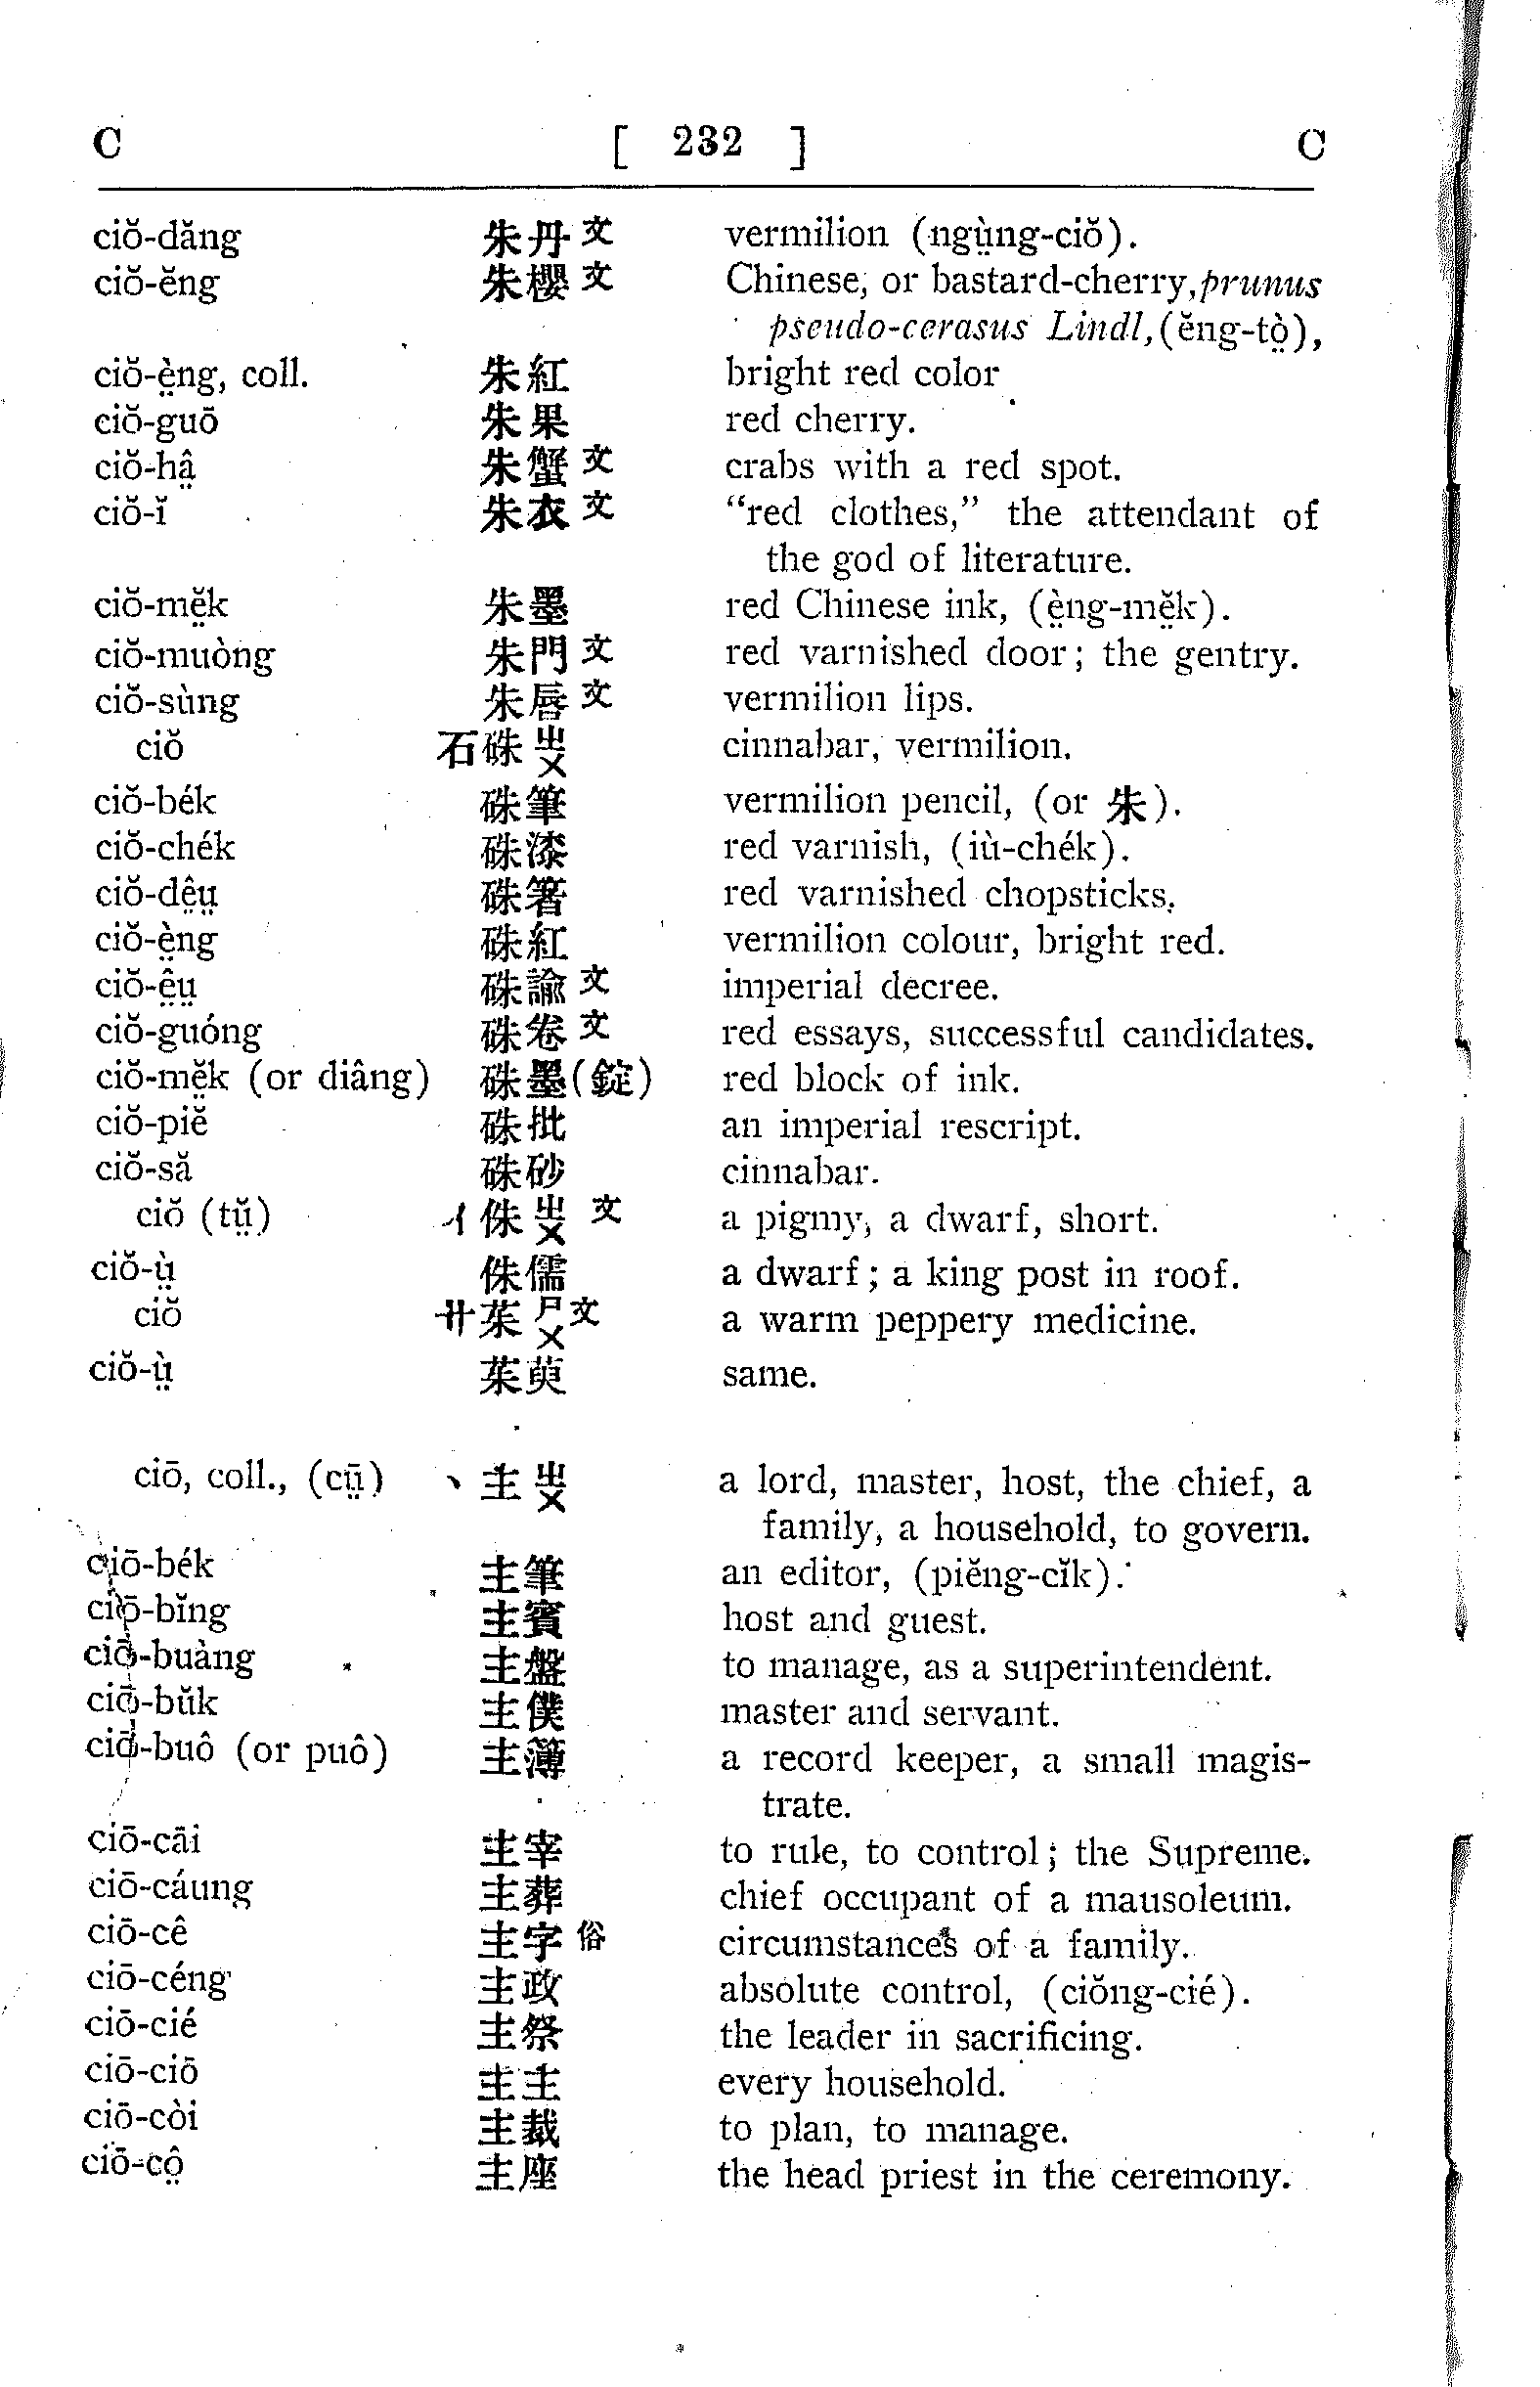 C [ 232 ] C
ciŏ-dăng 朱丹 文 vermilion (ngṳ̀ng-ciŏ).
ciŏ-ĕng 朱櫻 文 Chinese, or bastard-cherry, prunus
pseudo-cerasus Lindl, (ĕng-tò̤),
ciŏ-è̤ng, coll. 朱紅 bright red color
ciŏ-guō 朱果 red cherry.
ciŏ-hâ̤ 朱蟹 文 crabs with a red spot.
ciŏ-ĭ 朱衣 文 “red clothes,” the attendant of
the god of literature.
ciŏ-mĕ̤k 朱墨 red Chinese ink, (è̤ng-mĕ̤k).
ciŏ-muòng 朱門 文 red varnished door; the gentry.
ciŏ-sùng 朱唇 文 vermilion lips.
ciŏ 石硃 ㄓㄨ cinnabar, vermilion.
ciŏ-bék 硃筆 vermilion pencil, (or 朱).
ciŏ-chék 硃漆 red varnish, (iù-chék).
ciŏ-dê̤ṳ 硃箸 red varnished chopsticks.
ciŏ-è̤ng 硃紅 vermilion colour, bright red.
ciŏ-ê̤ṳ 硃諭 文 imperial decree.
ciŏ-guóng 硃卷 文 red essays, successful candidates.
ciŏ-mĕ̤k (or diâng) 硃墨(錠) red block of ink.
ciŏ-piĕ 硃批 an imperial rescript.
ciŏ-să 硃砂 cinnabar.
ciŏ (tṳ̆) 亻侏 ㄓㄨ 文 a pigmy, a dwarf, short.
ciŏ-ṳ̀ 侏儒 a dwarf; a king post in roof.
ciŏ 艹茱 ㄕㄨ 文 a warm peppery medicine.
ciŏ-ṳ̀ 茱萸 same.
ciō, coll., (cṳ̄) 丶主 ㄓㄨ a lord, master, host, the chief, a
family, a household, to govern.
ciō-bék 主筆 an editor, (piĕng-cĭk).
ciō-bĭng 主賓 host and guest.
ciō-buàng 主盤 to manage, as a superintendent.
ciō-bŭk 主僕 master and servant.
ciō-buô (or puô) 主簿 a record keeper, a small magis-
trate.
ciō-cāi 主宰 to rule, to control; the Supreme.
ciō-cáung 主葬 chief occupant of a mausoleum.
ciō-cê 主字 俗 circumstances of a family.
ciō-céng 主政 absolute control, (ciŏng-cié).
ciō-cié 主祭 the leader in sacrificing.
ciō-ciō 主主 every household.
ciō-còi 主裁 to plan, to manage.
ciō-cô̤ 主座 the head priest in the ceremony.